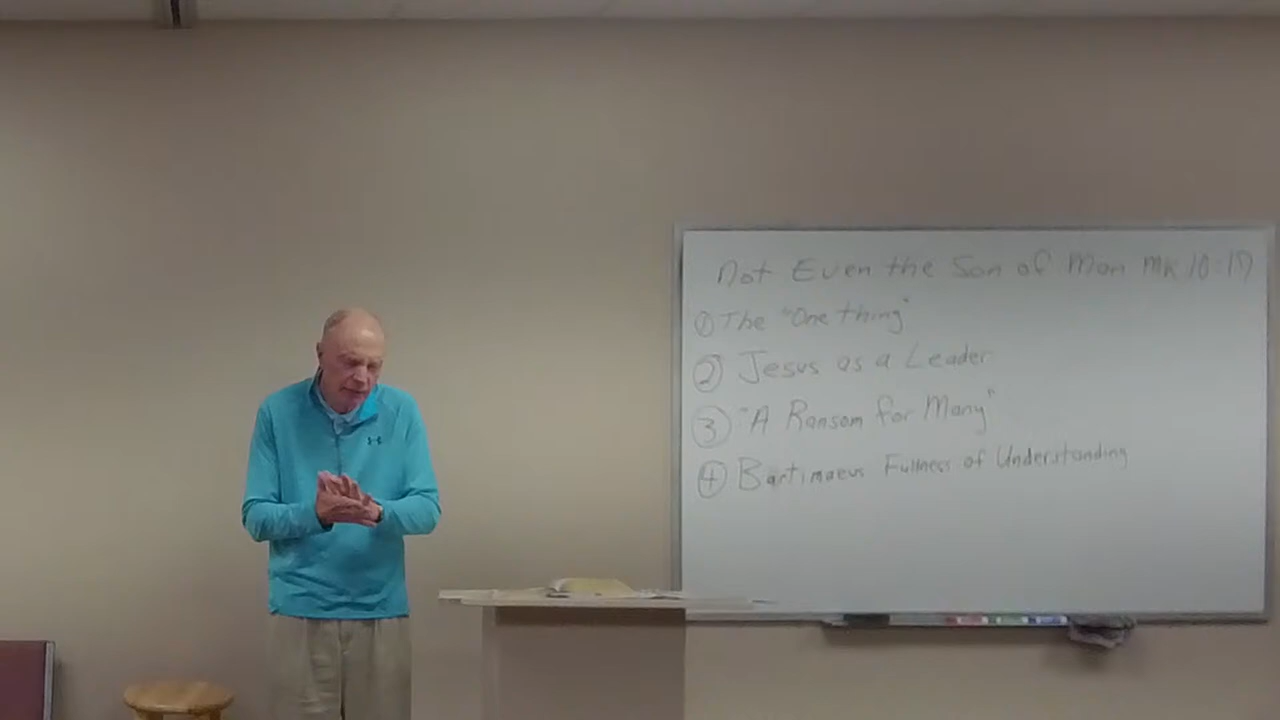 Not Even the Son of Man Mk 10:17
① The "One thing"
② Jesus as a Leader
③ "A Ransom for Many"
④ Bartimaeus Fullness of Understanding